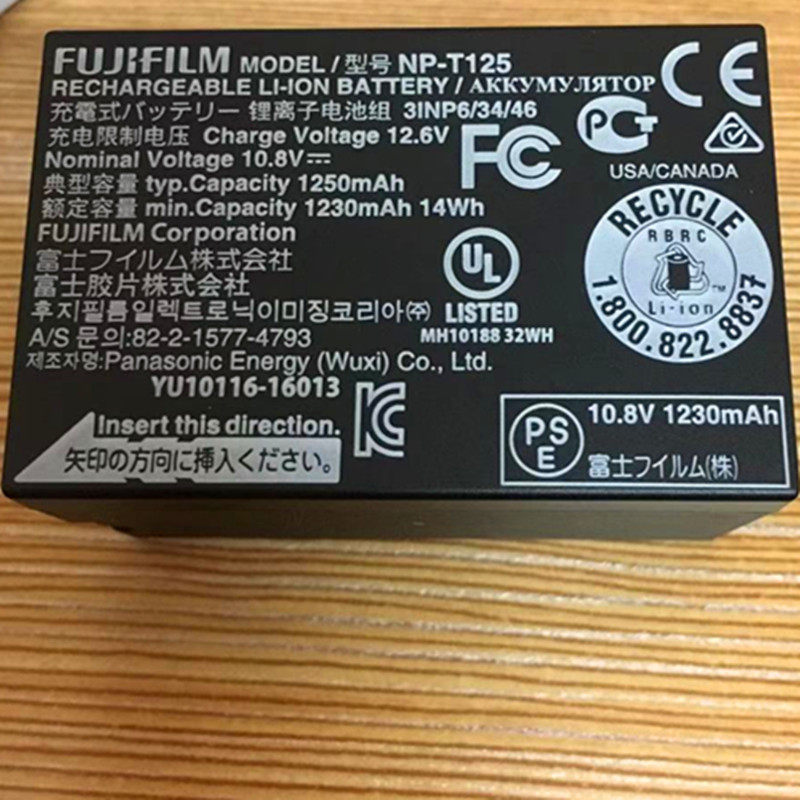 FUJIFILM MODEL / 型号 NP-T125
RECHARGEABLE LI-ION BATTERY / АККУМУЛЯТОР
充電式バッテリー 锂离子电池组 3INP6/34/46
充电限制电压 Charge Voltage 12.6V
Nominal Voltage 10.8V⎓
典型容量 typ.Capacity 1250mAh
额定容量 min.Capacity 1230mAh 14Wh
FUJIFILM Corporation
富士フイルム株式会社
富士胶片株式会社
후지필름일렉트로닉이미징코리아㈜
A/S 문의:82-2-1577-4793
제조자명:Panasonic Energy (Wuxi) Co., Ltd.
YU10116-16013
Insert this direction.
矢印の方向に挿入ください。
CE
PCT
FC
USA/CANADA
RECYCLE
RBRC
Li-ion
TM
1.800.822.8837
UL
LISTED
MH10188 32WH
KC
PSE
10.8V 1230mAh
富士フイルム(株)